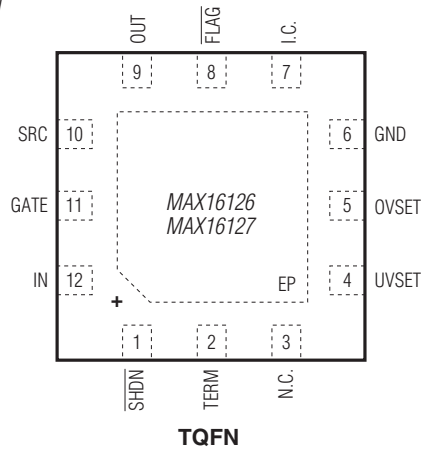 OUT
FLAG
I.C.
9
8
7
SRC
10
6
GND
GATE
11
MAX16126
MAX16127
5
OVSET
IN
12
EP
4
UVSET
+
1
2
3
SHDN
TERM
N.C.
TQFN